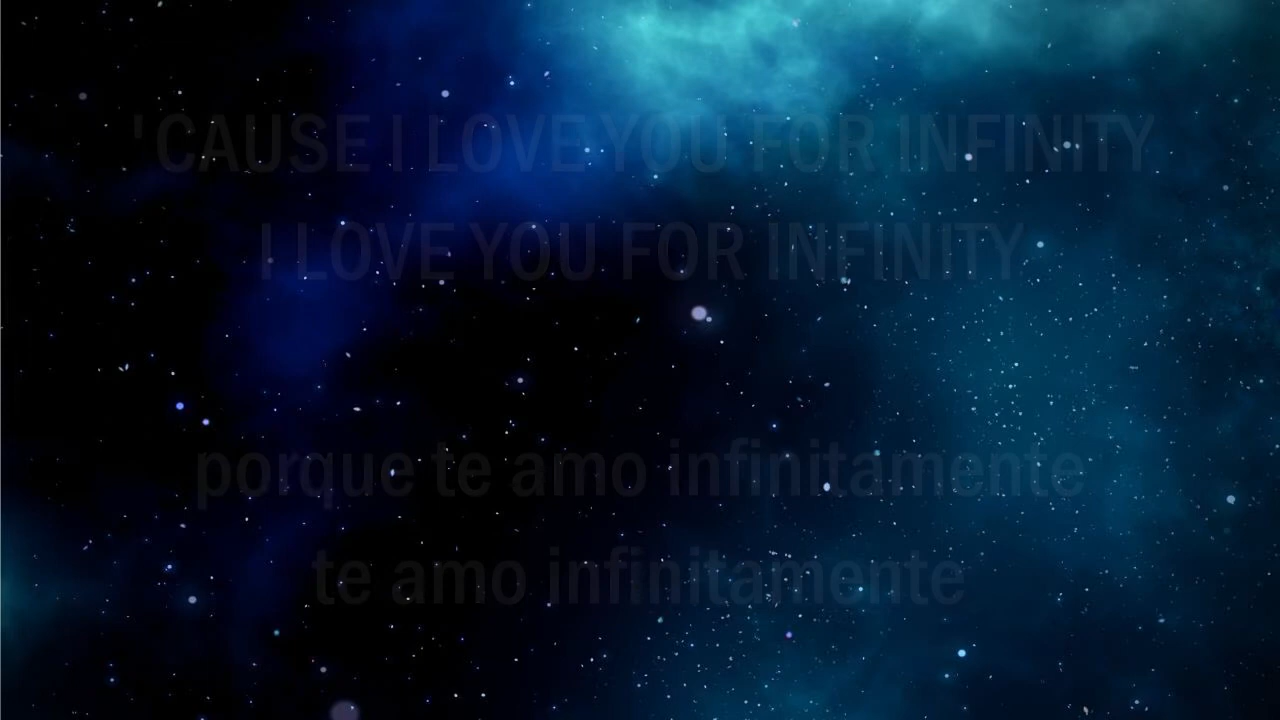 'CAUSE I LOVE YOU FOR INFINITY
I LOVE YOU FOR INFINITY
porque te amo infinitamente
te amo infinitamente